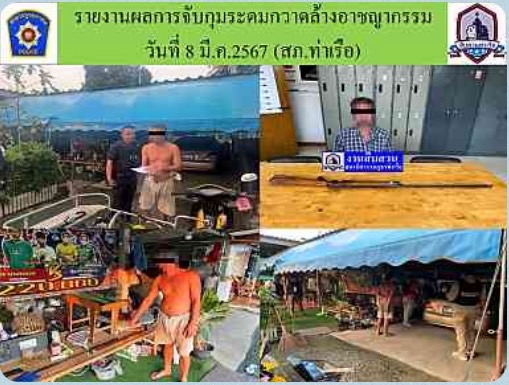 รายงานผลการจับกุมระดมกวาดล้างอาชญากรรม
วันที่ 8 มี.ค.2567 (สภ.ท่าเรือ)
POLICE
งานสืบสวน
220,000